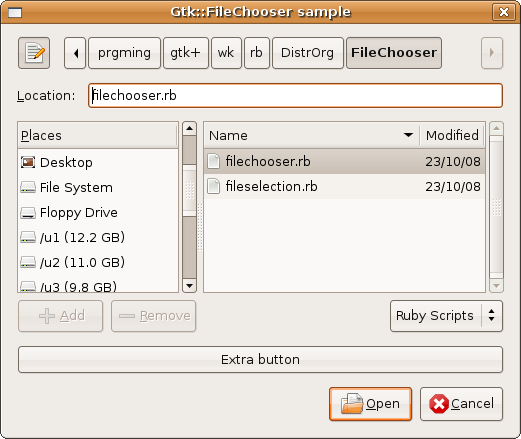 Gtk::FileChooser sample
prgming gtk+ wk rb DistrOrg FileChooser
Location: filechooser.rb
Places
Desktop
File System
Floppy Drive
/u1 (12.2 GB)
/u2 (11.0 GB)
/u3 (9.8 GB)
Name Modified
filechooser.rb 23/10/08
fileselection.rb 23/10/08
Add Remove Ruby Scripts
Extra button
Open Cancel